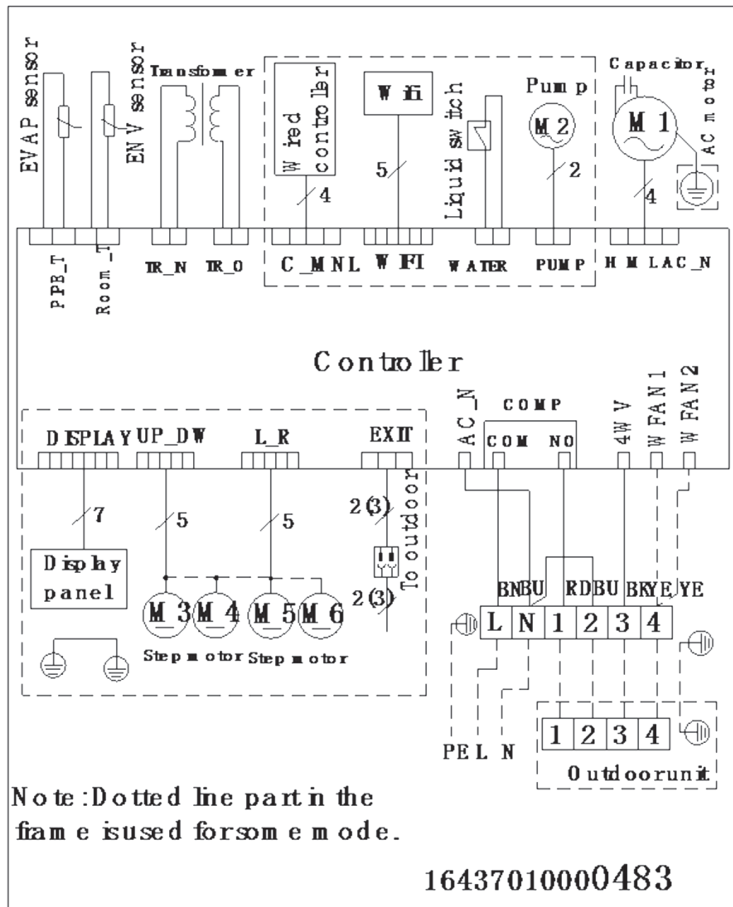 EVAP sensor
ENV sensor
Transformer
Wired controller
Wifi
Liquid switch
Pump
Capacitor
AC motor
M2
M1
4
5
2
4
PPB_T
Room_T
TR_IN
TR_O
C_MNL
WIFI
WATER
PUMP
H M L AC_N
Controller
DISPLAY
UP_DW
L_R
EXIT
AC_N
COMP
COM
NO
4WV
WFAN1
WFAN2
7
5
5
2(3)
To outdoor
2(3)
Display
panel
M3
M4
M5
M6
Step motor
Step motor
BN
BU
RD
BU
BK
YE
YE
L
N
1
2
3
4
PE L N
1
2
3
4
Outdoor unit
Note:Dotted line part in the
frame is used for some mode.
16437010000483